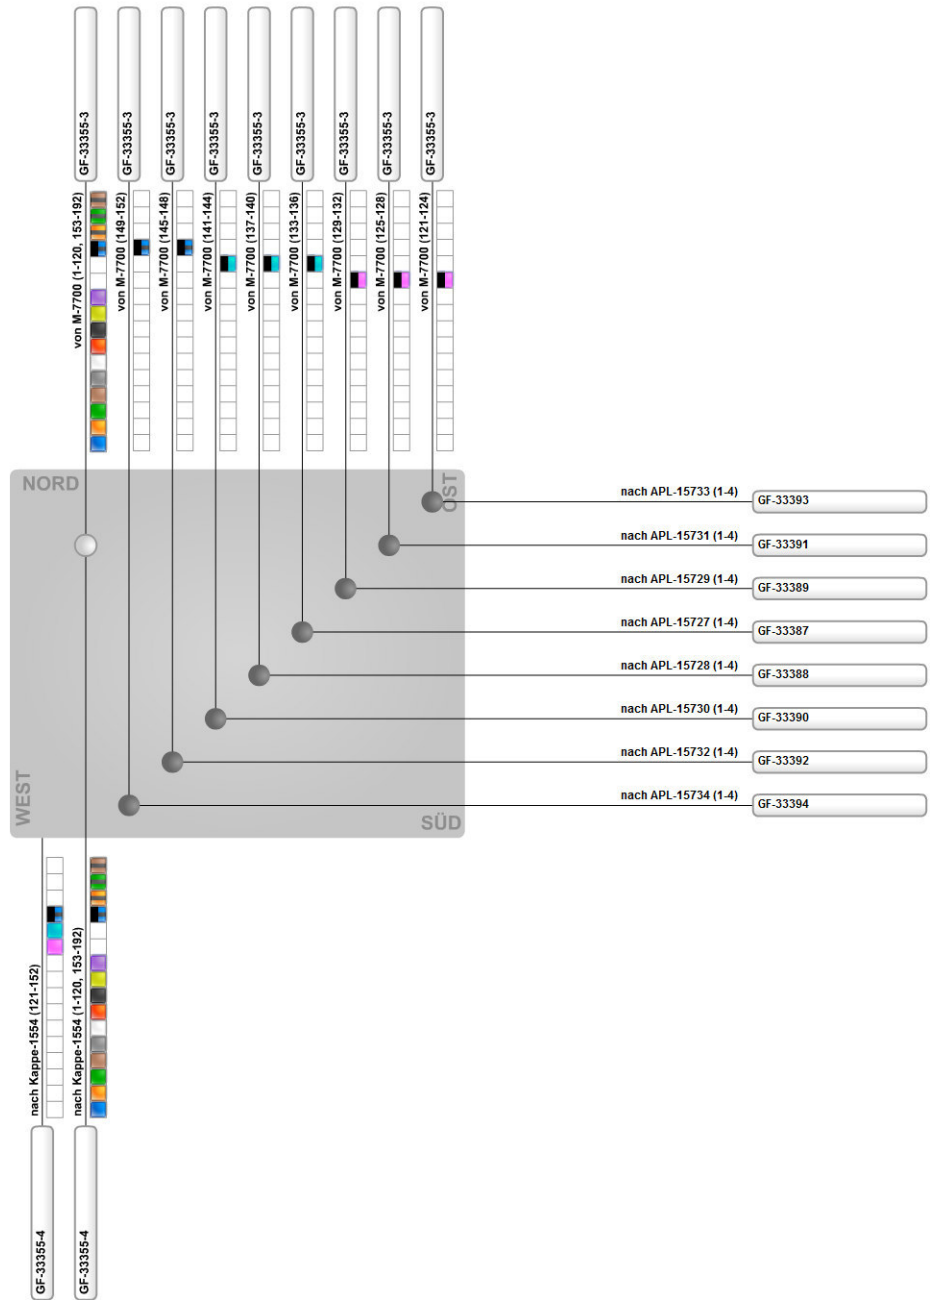 GF-33355-3
GF-33355-3
GF-33355-3
GF-33355-3
GF-33355-3
GF-33355-3
GF-33355-3
GF-33355-3
GF-33355-3
von M-7700 (1-120, 153-192)
von M-7700 (149-152)
von M-7700 (145-148)
von M-7700 (141-144)
von M-7700 (137-140)
von M-7700 (133-136)
von M-7700 (129-132)
von M-7700 (125-128)
von M-7700 (121-124)
NORD
OST
nach APL-15733 (1-4)
GF-33393
nach APL-15731 (1-4)
GF-33391
nach APL-15729 (1-4)
GF-33389
nach APL-15727 (1-4)
GF-33387
nach APL-15728 (1-4)
GF-33388
nach APL-15730 (1-4)
GF-33390
nach APL-15732 (1-4)
GF-33392
nach APL-15734 (1-4)
GF-33394
WEST
SÜD
nach Kappe-1554 (121-152)
nach Kappe-1554 (1-120, 153-192)
GF-33355-4
GF-33355-4